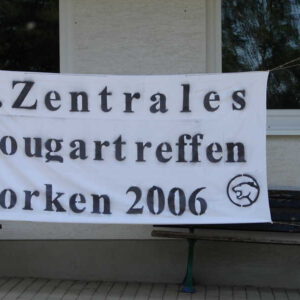 .Zentrales
ougartreffen
orken 2006